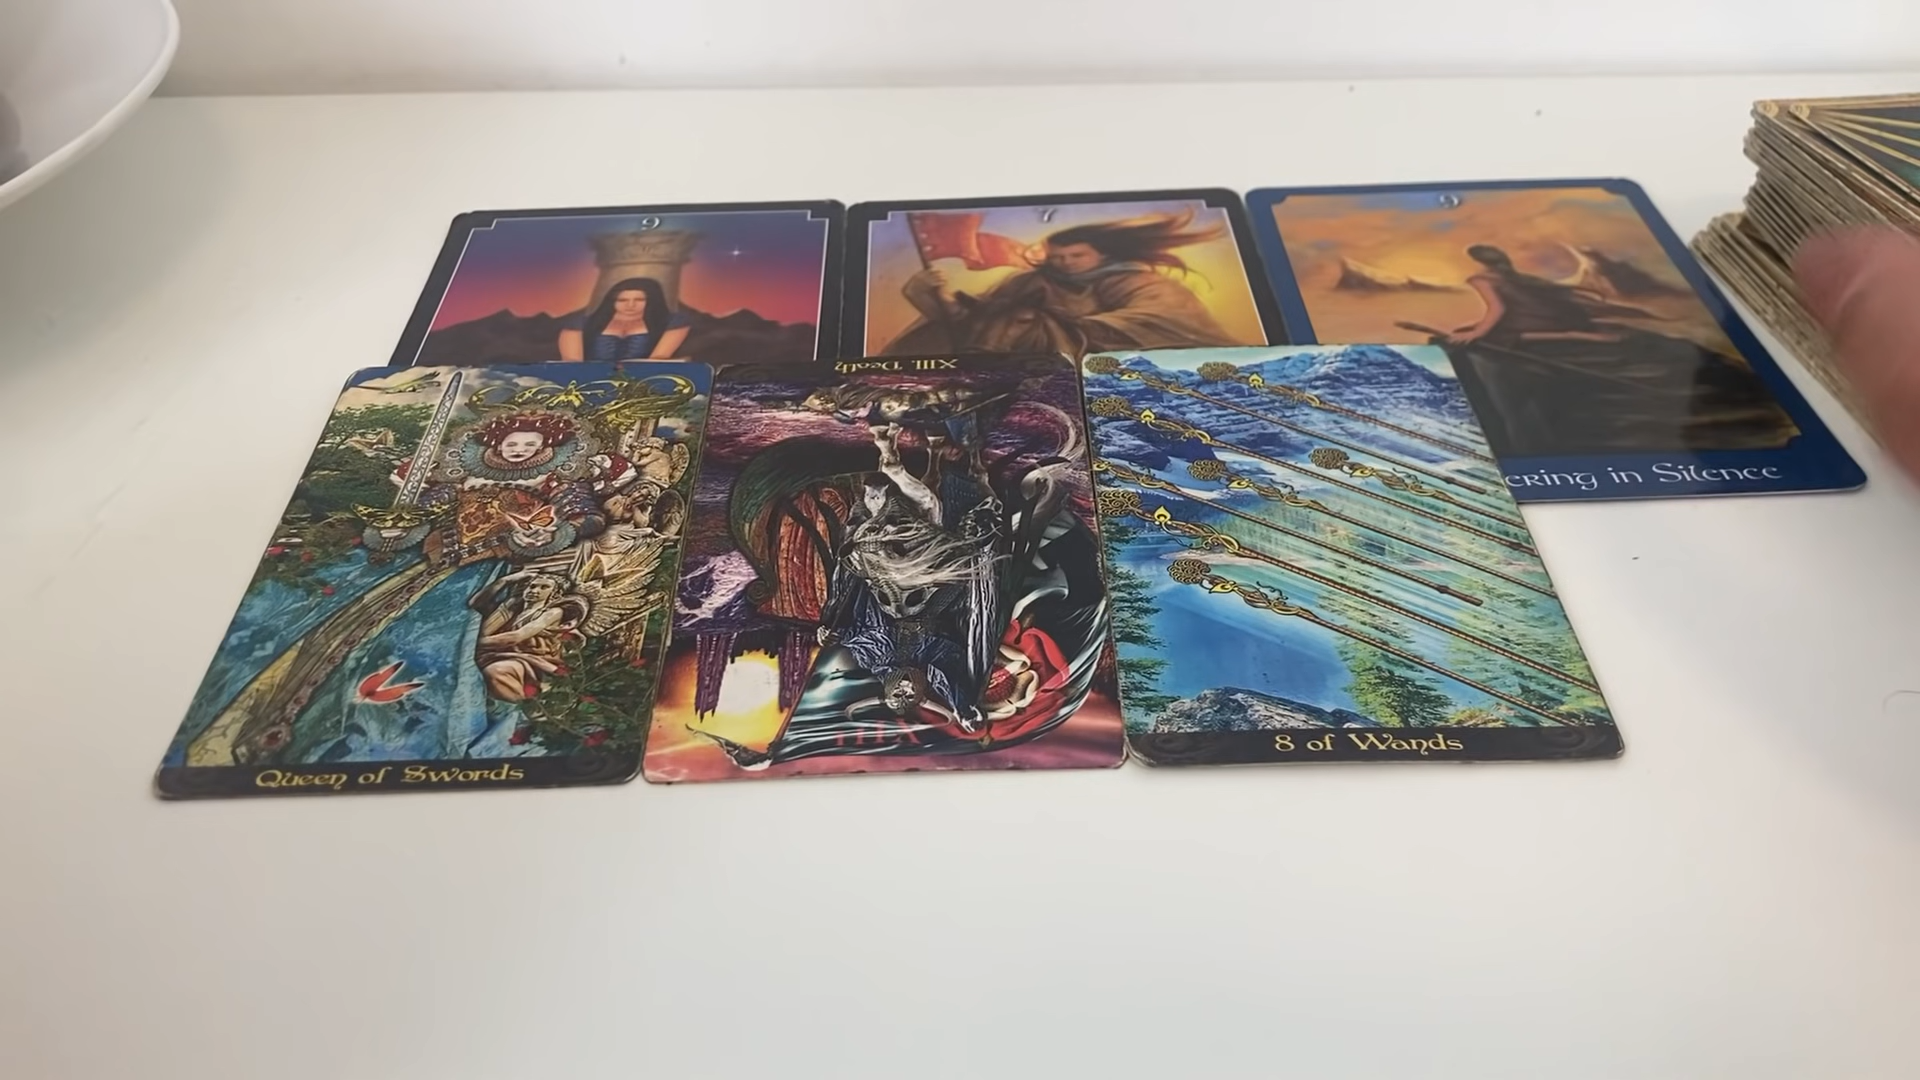 9
7
9
ering in Silence
XIII. Death
Queen of Swords
8 of Wands
XIII